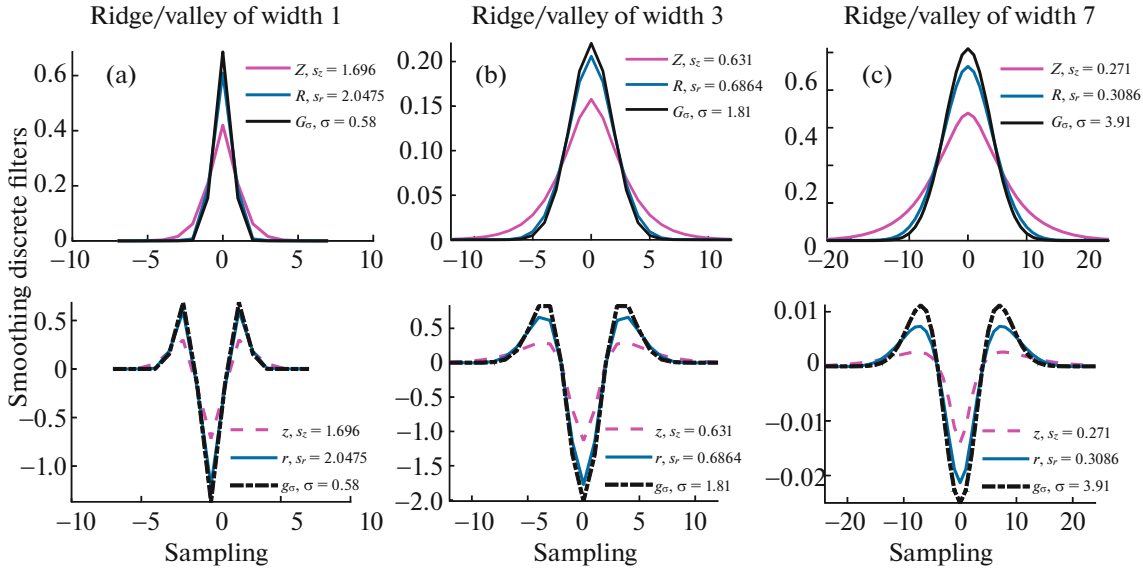 Ridge/valley of width 1
Ridge/valley of width 3
Ridge/valley of width 7
Smoothing discrete filters
(a)
Z, s_z = 1.696
R, s_r = 2.0475
G_σ, σ = 0.58
0.6
0.4
0.2
0
−10 −5 0 5 10
(b)
Z, s_z = 0.631
R, s_r = 0.6864
G_σ, σ = 1.81
0.20
0.15
0.10
0.05
0
−10 −5 0 5 10
(c)
Z, s_z = 0.271
R, s_r = 0.3086
G_σ, σ = 3.91
0.6
0.4
0.2
0
−20 −10 0 10 20
0.5
0
−0.5
−1.0
z, s_z = 1.696
r, s_r = 2.0475
g_σ, σ = 0.58
−10 −5 0 5 10
Sampling
0.5
0
−0.5
−1.0
−1.5
−2.0
z, s_z = 0.631
r, s_r = 0.6864
g_σ, σ = 1.81
−10 −5 0 5 10
Sampling
0.01
0
−0.01
−0.02
z, s_z = 0.271
r, s_r = 0.3086
g_σ, σ = 3.91
−20 −10 0 10 20
Sampling